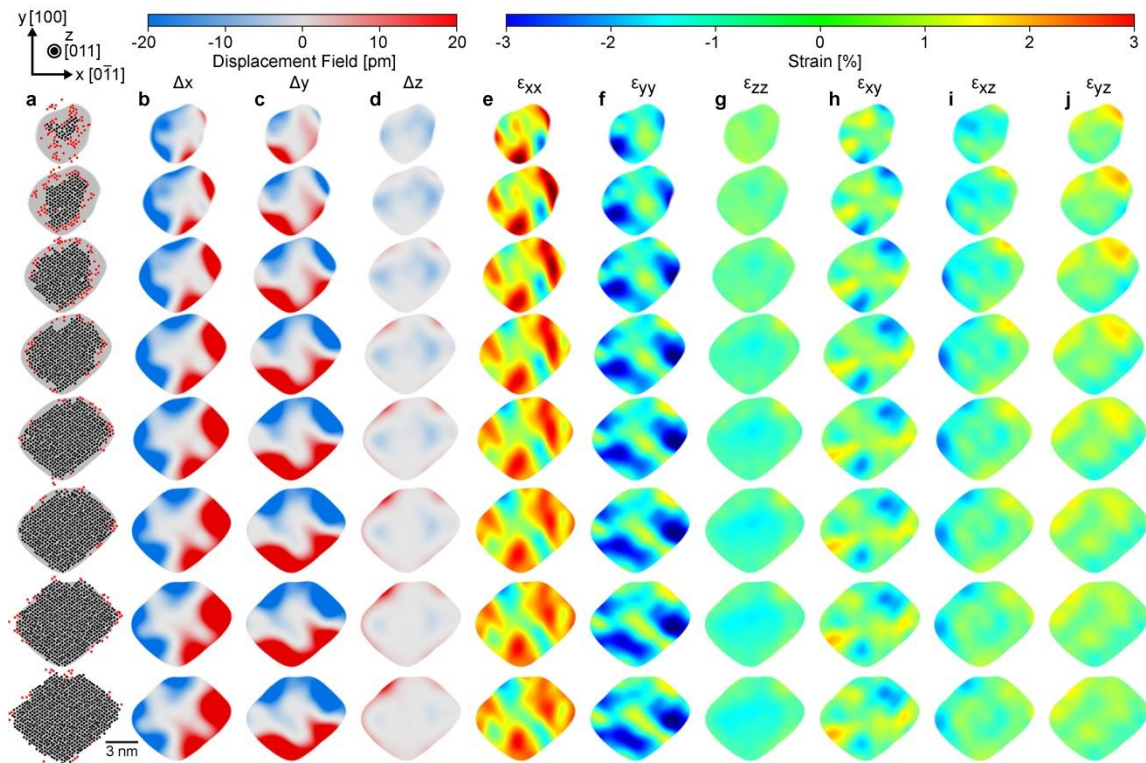 y [100]
z
[011]
x [01̅1]
-20 -10 0 10 20
Displacement Field [pm]
-3 -2 -1 0 1 2 3
Strain [%]
Δx Δy Δz εxx εyy εzz εxy εxz εyz
a b c d e f g h i j
3 nm